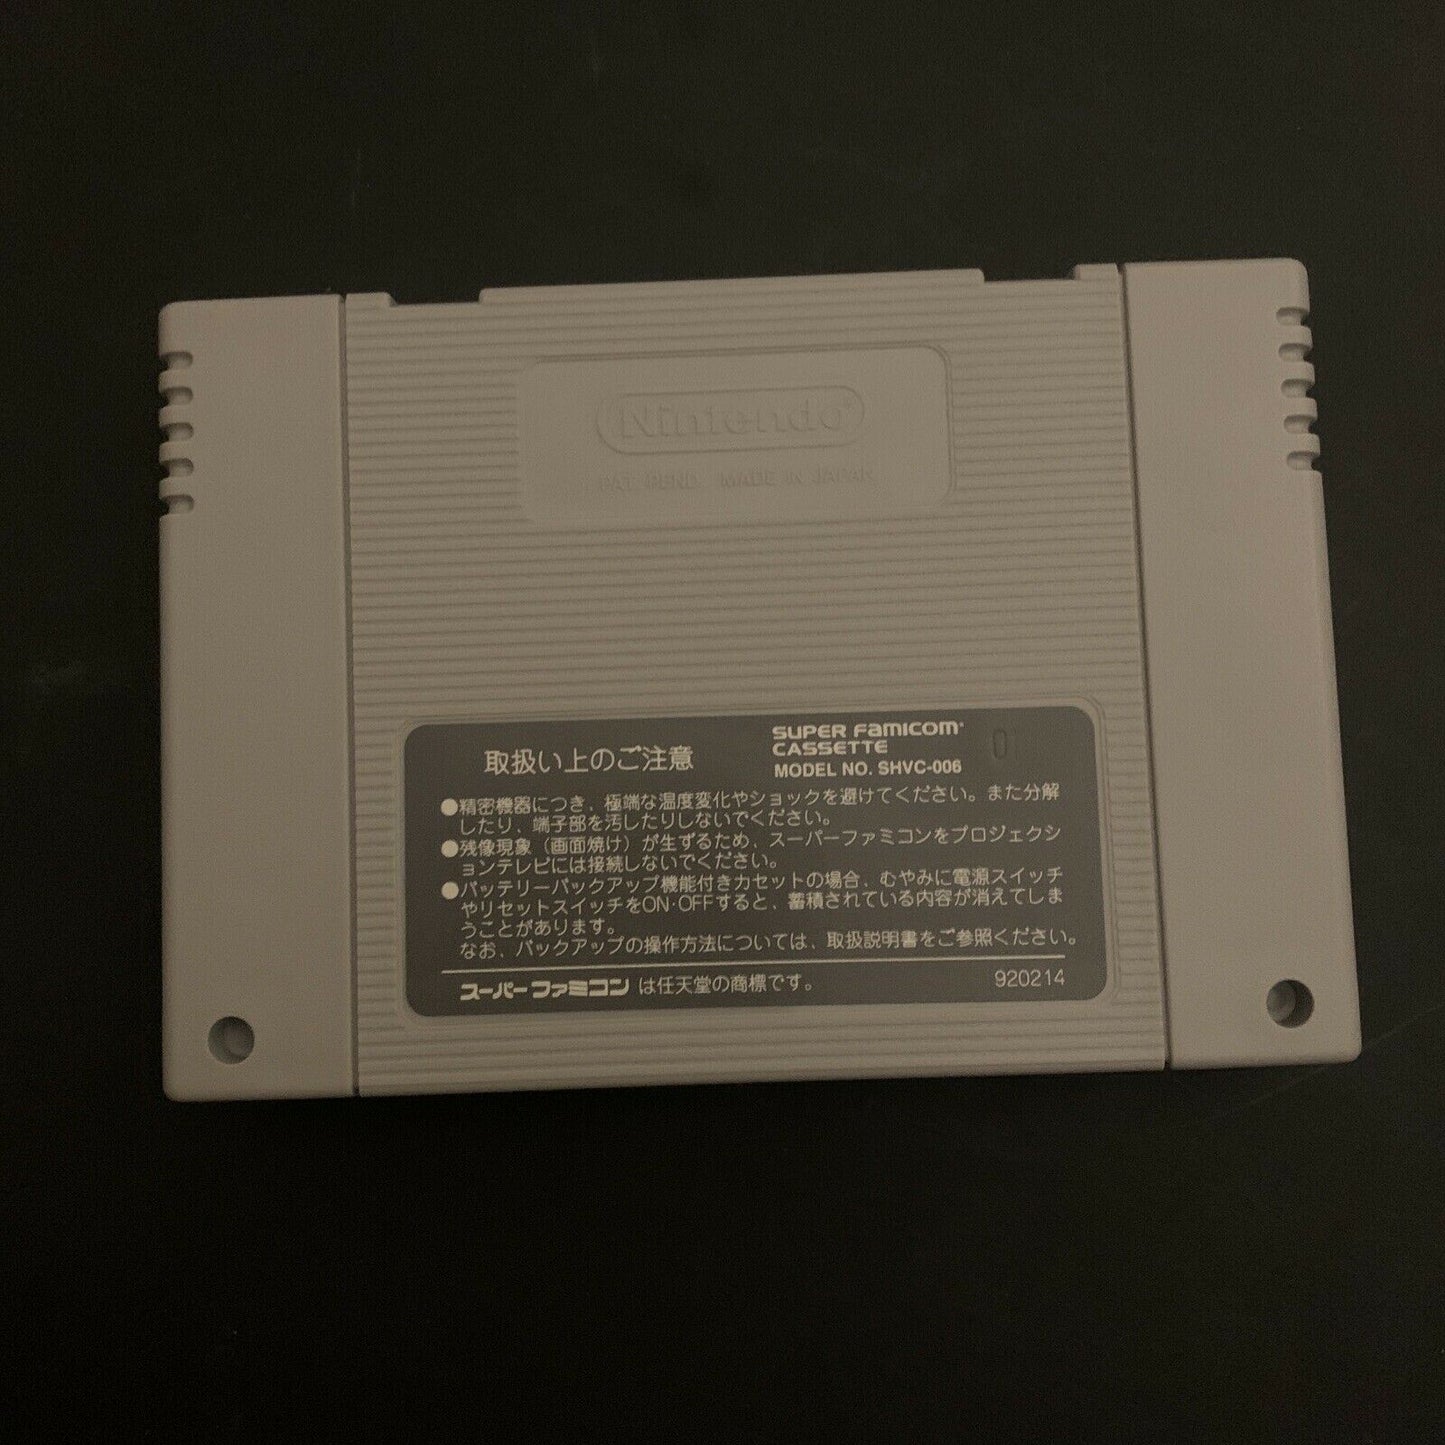 Nintendo
PAT. PEND. MADE IN JAPAN
取扱い上のご注意
SUPER FAMICOM
CASSETTE
MODEL NO. SHVC-006
01
●精密機器につき、極端な温度変化やショックを避けてください。また分解
したり、端子部を汚したりしないでください。
●残像現象（画面焼け）が生ずるため、スーパーファミコンをプロジェクシ
ョンテレビには接続しないでください。
●バッテリーバックアップ機能付きカセットの場合、むやみに電源スイッチ
やリセットスイッチをON·OFFすると、蓄積されている内容が消えてしま
うことがあります。
なお、バックアップの操作方法については、取扱説明書をご参照ください。
スーパーファミコンは任天堂の商標です。
920214